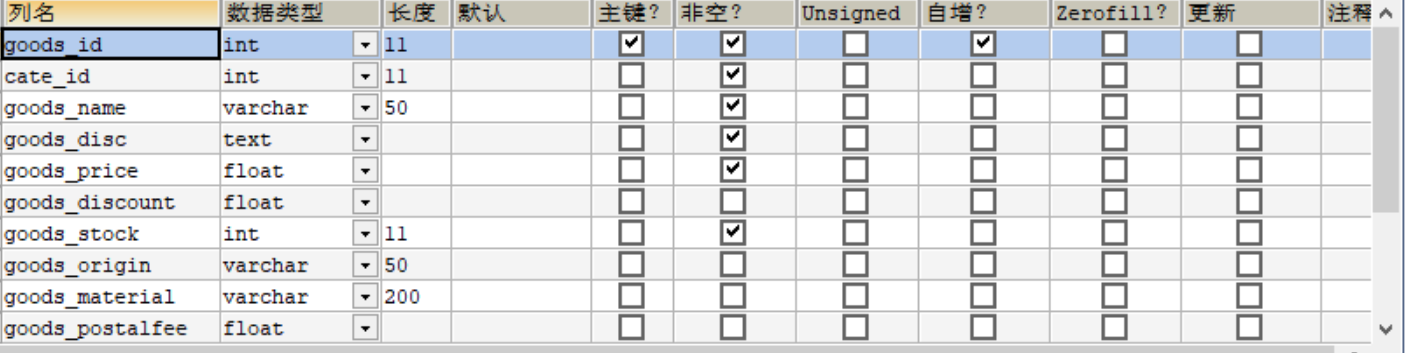 列名 数据类型 长度 默认 主键? 非空? Unsigned 自增? Zerofill? 更新 注释
goods_id int 11
cate_id int 11
goods_name varchar 50
goods_disc text
goods_price float
goods_discount float
goods_stock int 11
goods_origin varchar 50
goods_material varchar 200
goods_postalfee float